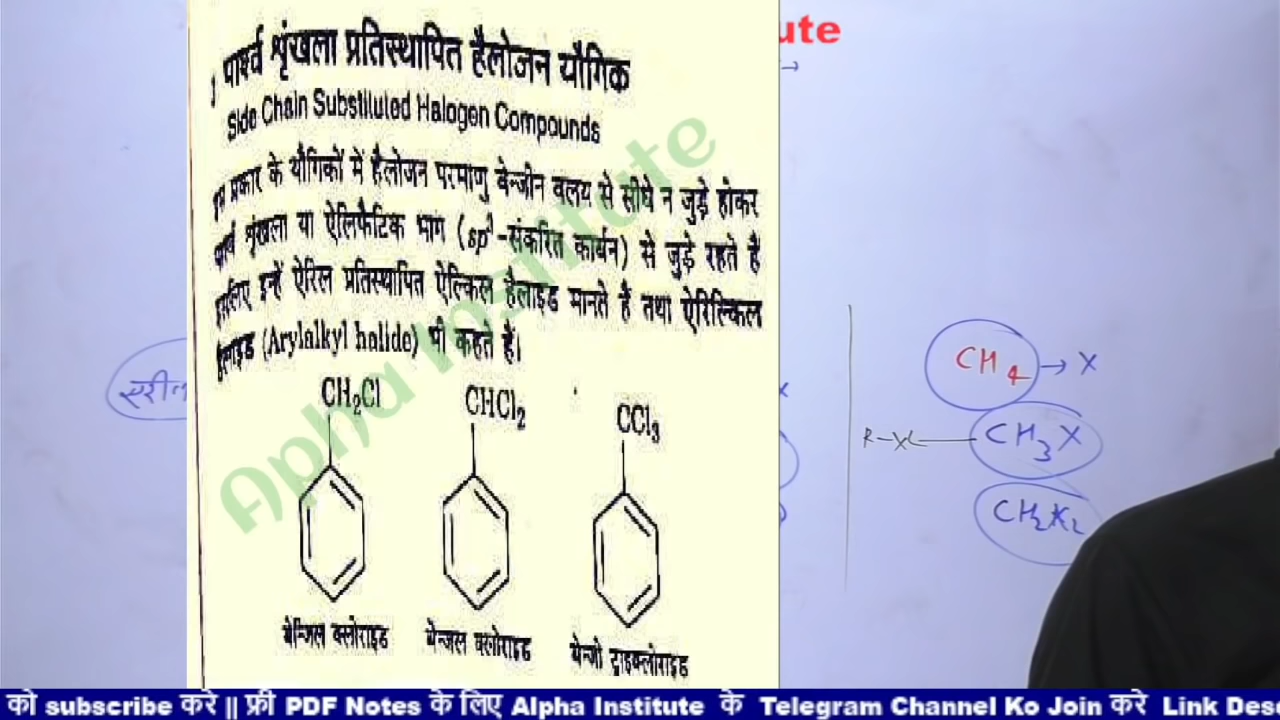 ute
पार्श्व शृंखला प्रतिस्थापित हैलोजन यौगिक
Side Chain Substituted Halogen Compounds
इस प्रकार के यौगिकों में हैलोजन परमाणु बेन्जीन वलय से सीधे न जुड़े होकर
पार्श्व शृंखला या ऐलिफैटिक भाग (sp³-संकरित कार्बन) से जुड़े रहते हैं
इसलिए इन्हें ऐरिल प्रतिस्थापित ऐल्किल हैलाइड मानते हैं तथा ऐरिल्किल
हैलाइड (Arylalkyl halide) भी कहते हैं।
CH₂Cl CHCl₂ CCl₃
बेन्जिल क्लोराइड बेन्जल क्लोराइड बेन्जो ट्राइक्लोराइड
Apha Institute
CH₄ → X
CH₃X
CH₂X₂
को subscribe करे || फ्री PDF Notes के लिए Alpha Institute के Telegram Channel Ko Join करे Link Desc